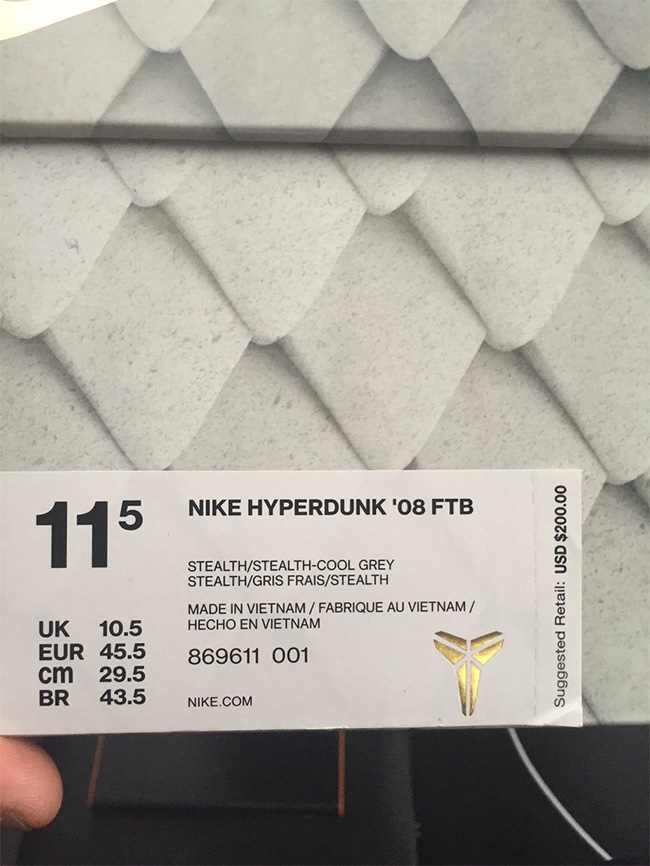 11⁵
UK 10.5
EUR 45.5
cm 29.5
BR 43.5
NIKE HYPERDUNK '08 FTB
STEALTH/STEALTH-COOL GREY
STEALTH/GRIS FRAIS/STEALTH
MADE IN VIETNAM / FABRIQUE AU VIETNAM /
HECHO EN VIETNAM
869611 001
NIKE.COM
Suggested Retail: USD $200.00